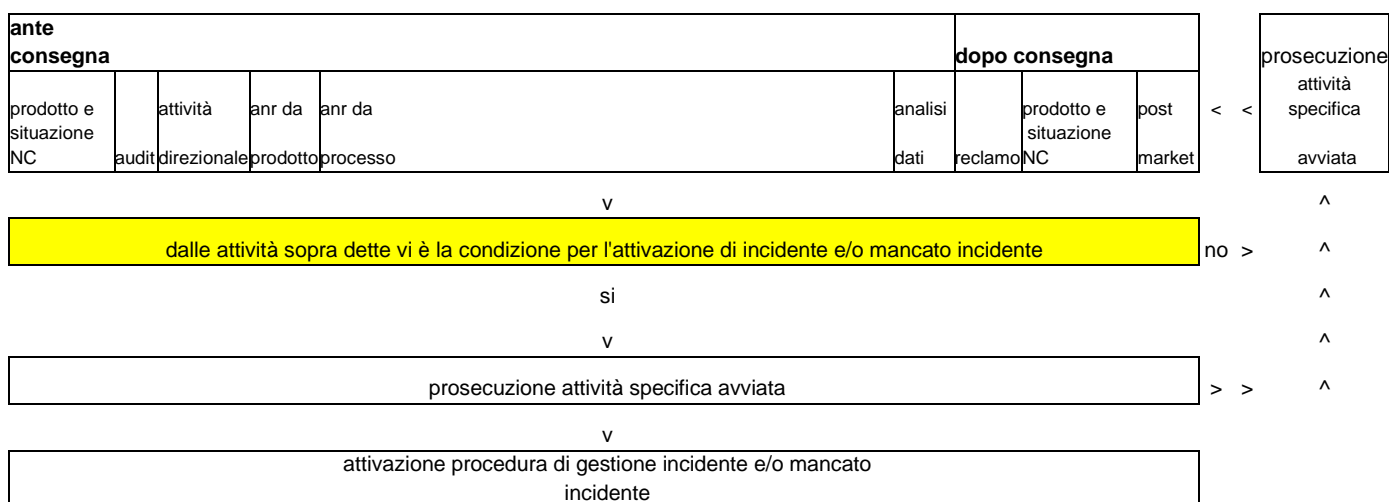 ante
consegna
dopo consegna
prosecuzione
attività
specifica
avviata
prodotto e
situazione
NC
audit
attività
direzionale
anr da
prodotto
anr da
processo
analisi
dati
reclamo
prodotto e
situazione
NC
post
market
< <
v ^
dalle attività sopra dette vi è la condizione per l'attivazione di incidente e/o mancato incidente no > ^
si ^
v ^
prosecuzione attività specifica avviata > > ^
v
attivazione procedura di gestione incidente e/o mancato
incidente